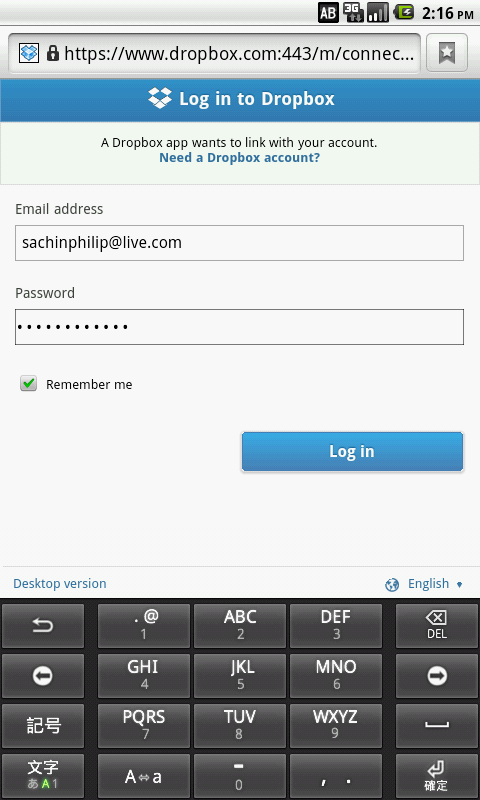 AB 3G 2:16 PM
https://www.dropbox.com:443/m/connec...
Log in to Dropbox
A Dropbox app wants to link with your account.
Need a Dropbox account?
Email address
sachinphilip@live.com
Password
••••••••••••
Remember me
Log in
Desktop version English
. @ ABC DEF DEL
1 2 3
GHI JKL MNO
4 5 6
記号 PQRS TUV WXYZ
7 8 9
文字 A⇔a - , .
あA1 0 確定